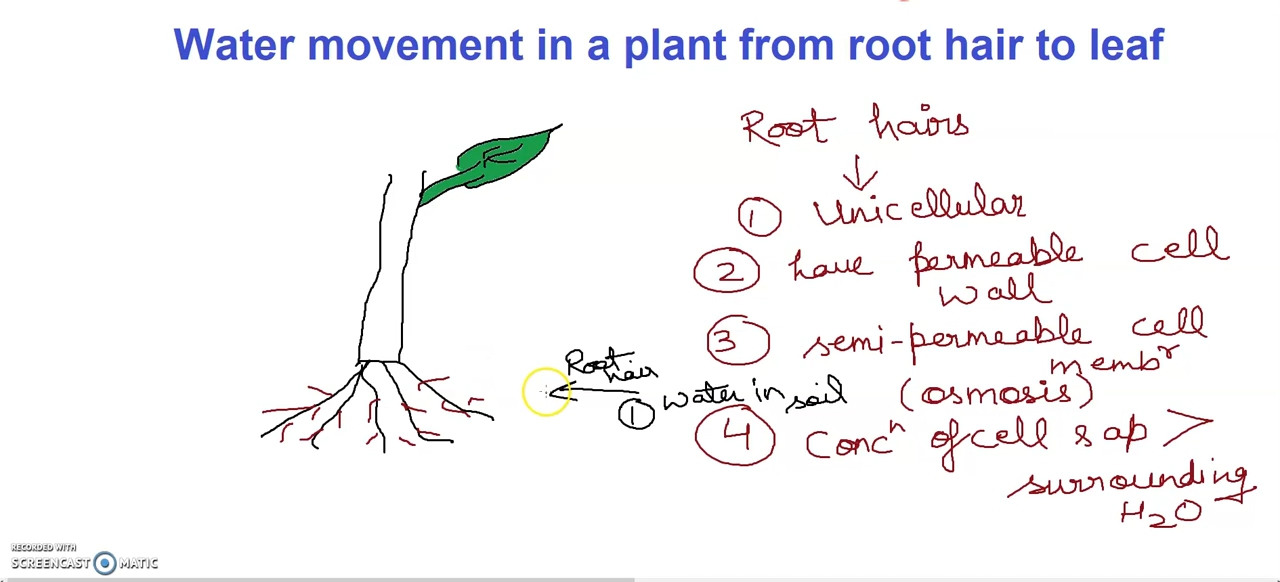 Water movement in a plant from root hair to leaf
Root hairs
① Unicellular
② have permeable cell
wall
③ semi-permeable cell
membr
(osmosis)
④ Concn of cell sap >
surrounding
H2O
Root
hair
① Water in soil
RECORDED WITH
SCREENCAST MATIC